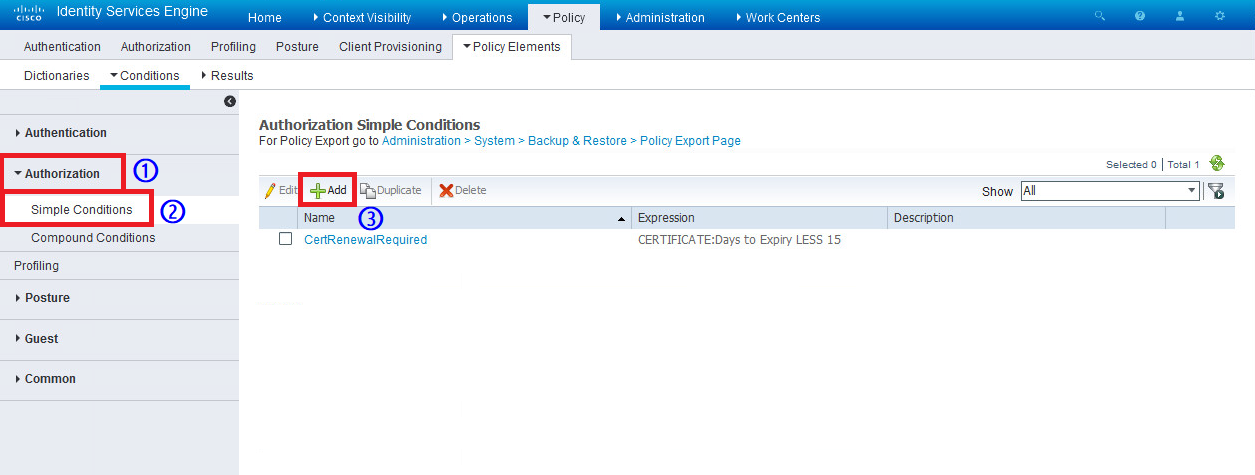 CISCO Identity Services Engine Home Context Visibility Operations Policy Administration Work Centers
Authentication Authorization Profiling Posture Client Provisioning Policy Elements
Dictionaries Conditions Results
Authentication
Authorization 1
Simple Conditions 2
Compound Conditions
Profiling
Posture
Guest
Common
Authorization Simple Conditions
For Policy Export go to Administration > System > Backup & Restore > Policy Export Page
Selected 0 | Total 1
Edit Add Duplicate Delete Show All
Name 3 Expression Description
CertRenewalRequired CERTIFICATE:Days to Expiry LESS 15